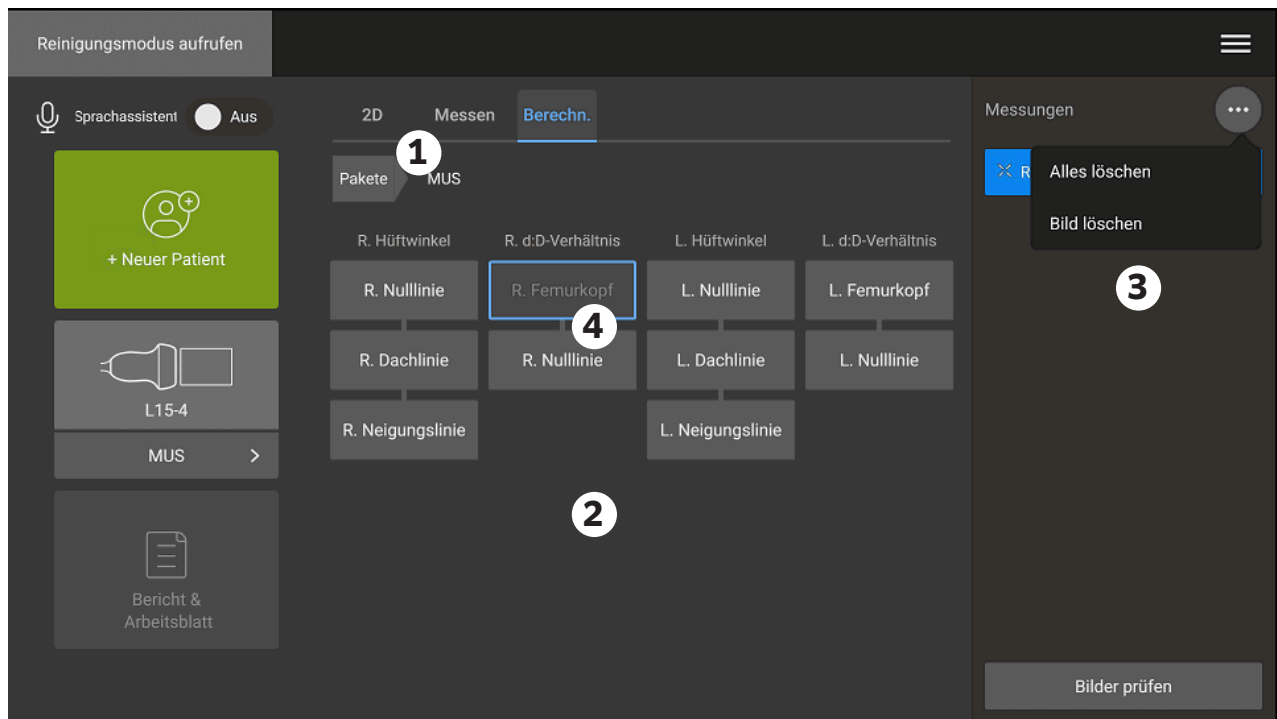 Reinigungsmodus aufrufen
Sprachassistent Aus
+ Neuer Patient
L15-4
MUS
Bericht &
Arbeitsblatt
2D Messen Berechn.
1
Pakete MUS
R. Hüftwinkel R. d:D-Verhältnis L. Hüftwinkel L. d:D-Verhältnis
R. Nulllinie R. Femurkopf L. Nulllinie L. Femurkopf
4
R. Dachlinie R. Nulllinie L. Dachlinie L. Nulllinie
R. Neigungslinie L. Neigungslinie
2
Messungen
R
Alles löschen
Bild löschen
3
Bilder prüfen